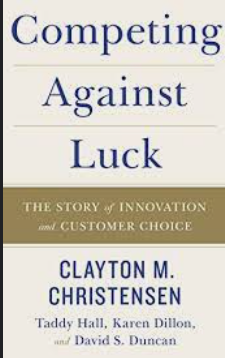 Competing
Against
Luck
THE STORY of INNOVATION
and CUSTOMER CHOICE
CLAYTON M.
CHRISTENSEN
Taddy Hall, Karen Dillon,
and David S. Duncan